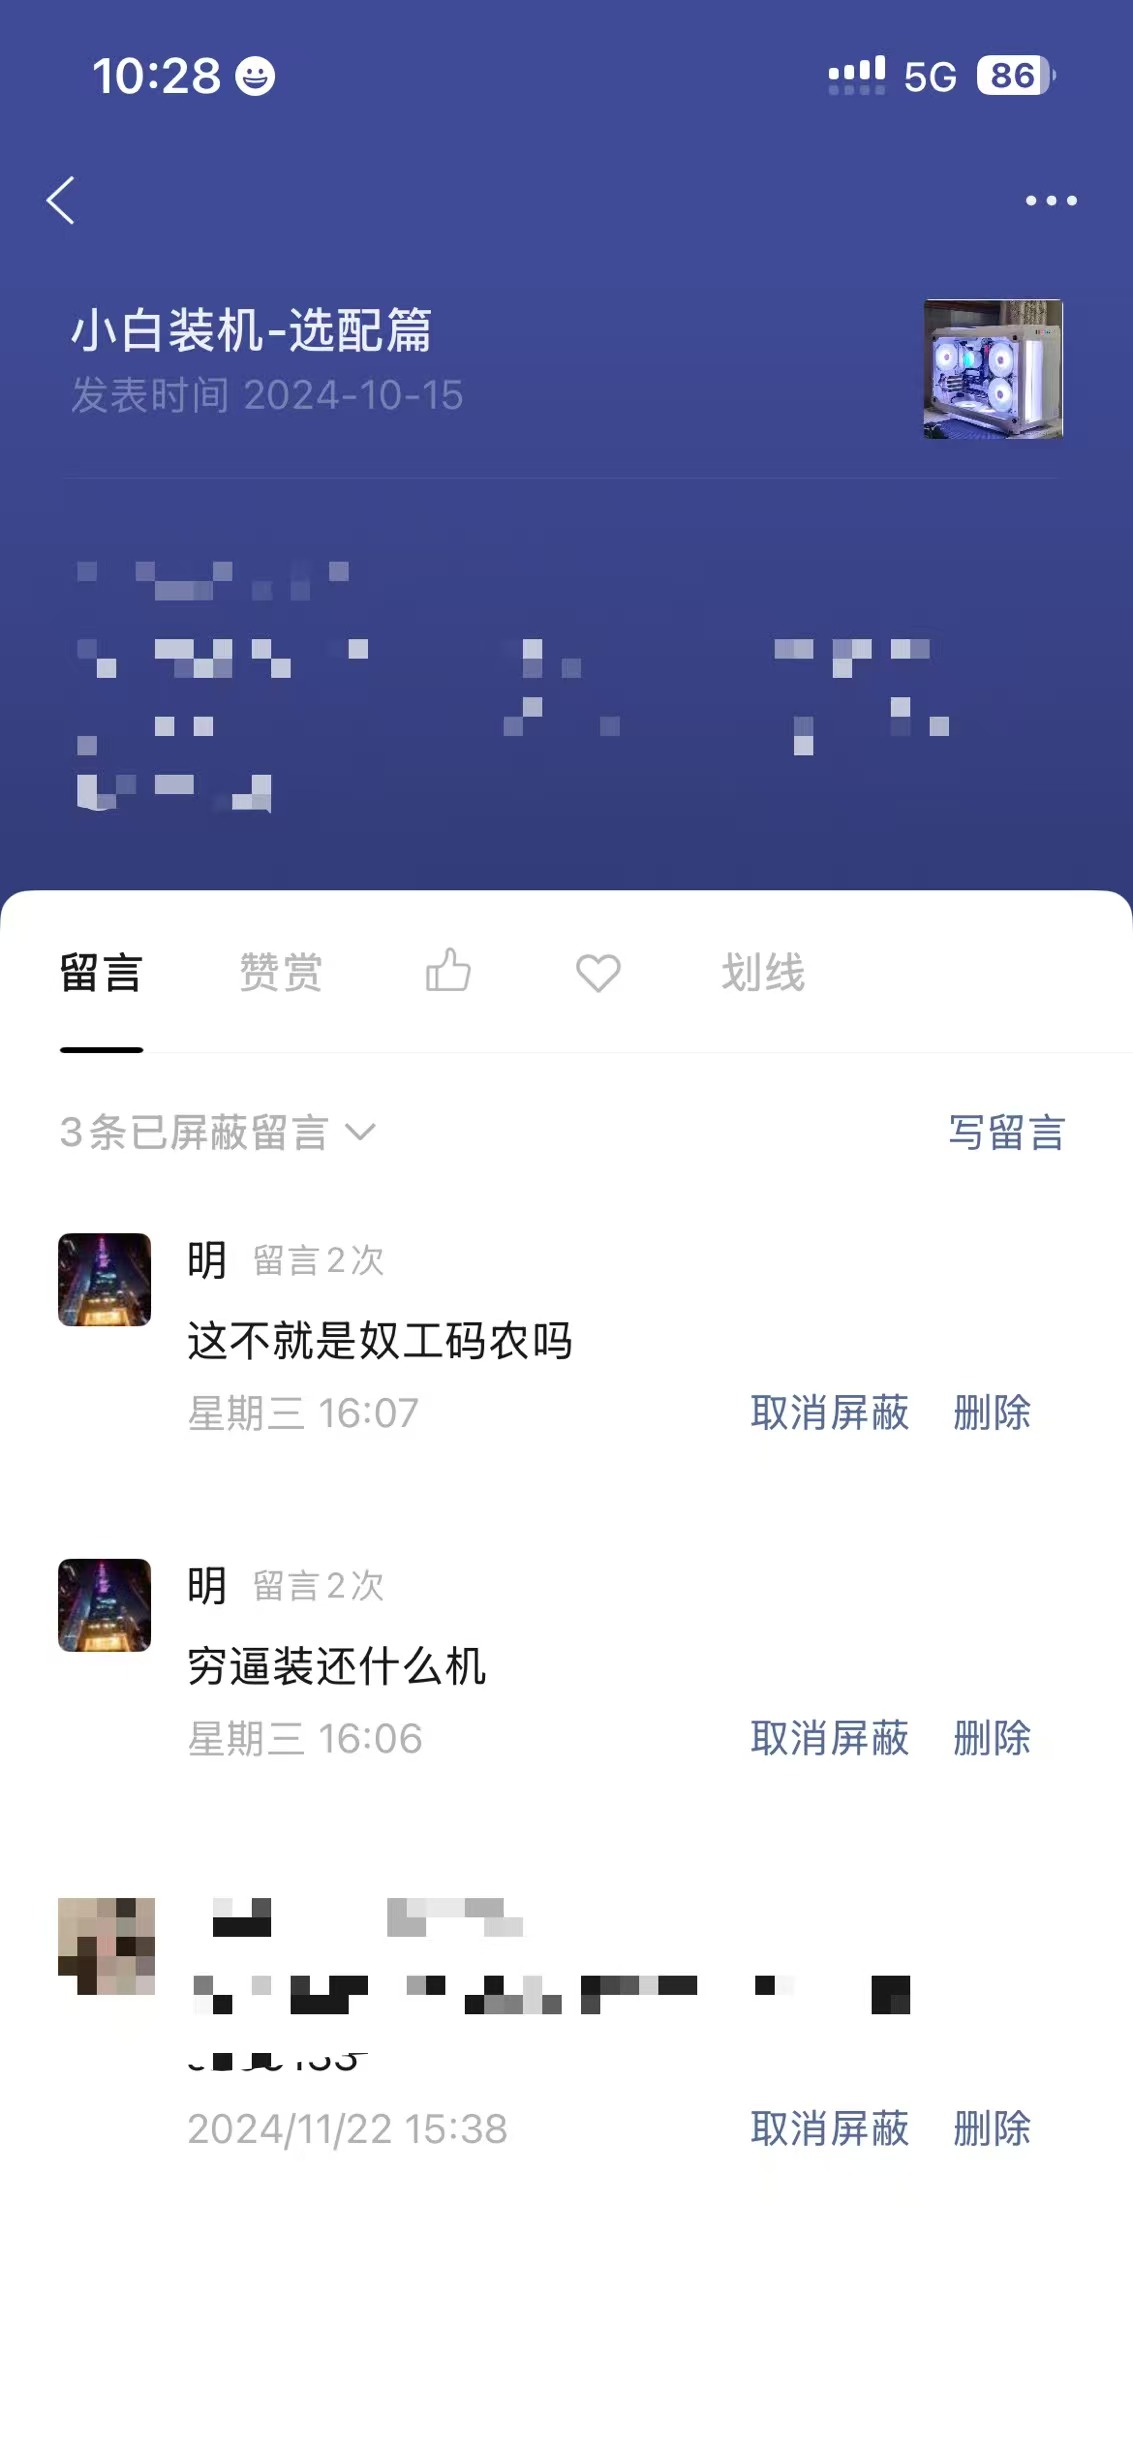 10:28
5G 86
小白装机-选配篇
发表时间 2024-10-15
留言 赞赏 划线
3条已屏蔽留言 写留言
明 留言2次
这不就是奴工码农吗
星期三 16:07 取消屏蔽 删除
明 留言2次
穷逼装还什么机
星期三 16:06 取消屏蔽 删除
2024/11/22 15:38 取消屏蔽 删除